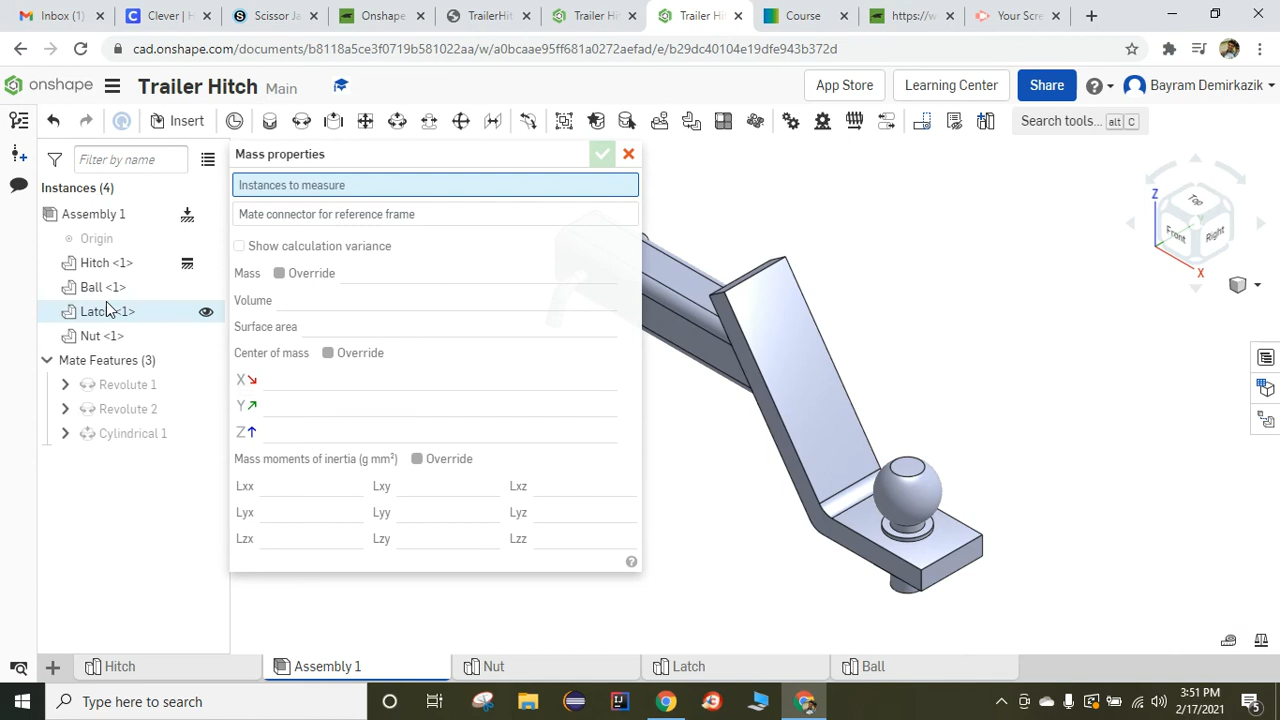 Inbox (1)
Clever | H
Scissor Ja
Onshape
TrailerHit
Trailer Hi
Trailer Hi
Course
https://w
Your Scre
cad.onshape.com/documents/b8118a5ce3f0719b581022aa/w/a0bcaae95ff681a0272aefad/e/b29dc40104e19dfe943b372d
onshape
Trailer Hitch Main
App Store
Learning Center
Share
Bayram Demirkazik
Insert
Search tools... alt C
Filter by name
Instances (4)
Assembly 1
Origin
Hitch <1>
Ball <1>
Latch <1>
Nut <1>
Mate Features (3)
Revolute 1
Revolute 2
Cylindrical 1
Mass properties
Instances to measure
Mate connector for reference frame
Show calculation variance
Mass Override
Volume
Surface area
Center of mass Override
X
Y
Z
Mass moments of inertia (g mm²) Override
Lxx Lxy Lxz
Lyx Lyy Lyz
Lzx Lzy Lzz
Z
Top
Front
Right
X
Hitch
Assembly 1
Nut
Latch
Ball
Type here to search
3:51 PM
2/17/2021
5